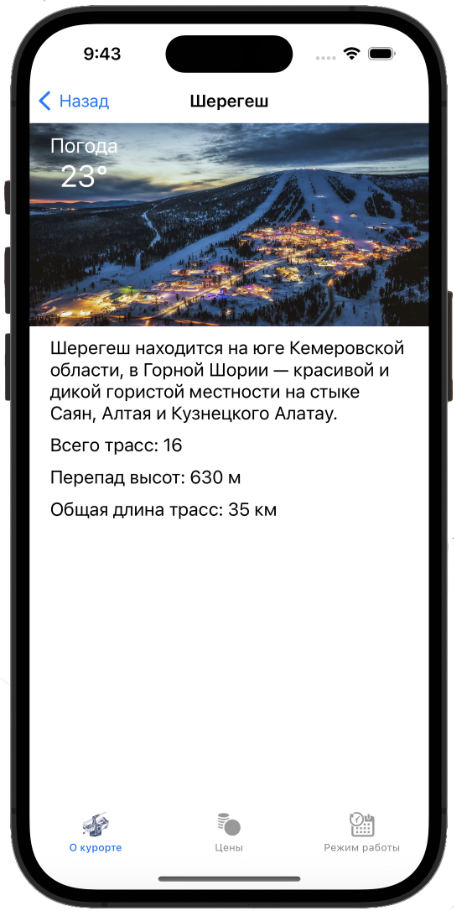 9:43
Назад
Шерегеш
Погода
23°
Шерегеш находится на юге Кемеровской
области, в Горной Шории — красивой и
дикой гористой местности на стыке
Саян, Алтая и Кузнецкого Алатау.
Всего трасс: 16
Перепад высот: 630 м
Общая длина трасс: 35 км
О курорте
Цены
Режим работы